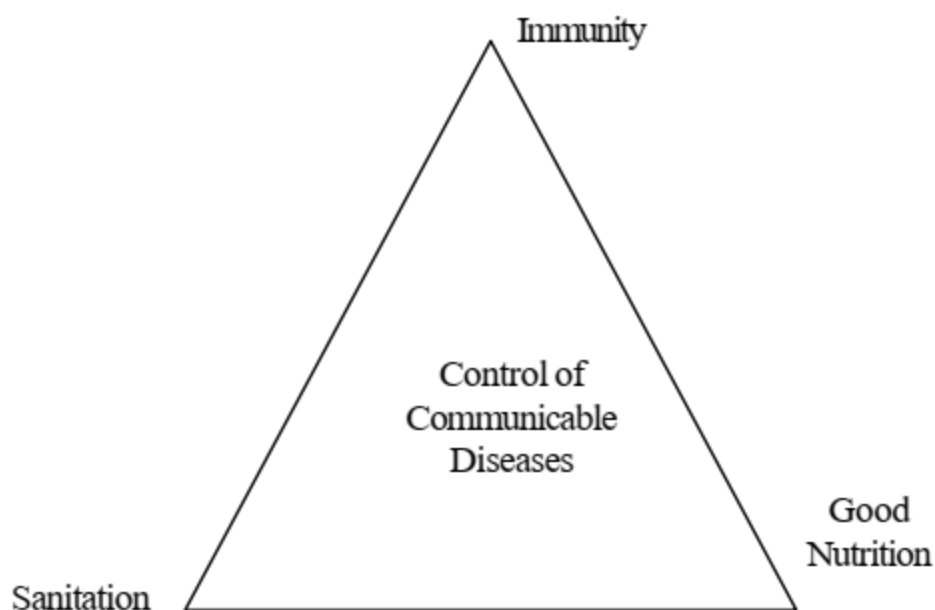 Immunity
Control of
Communicable
Diseases
Good
Nutrition
Sanitation